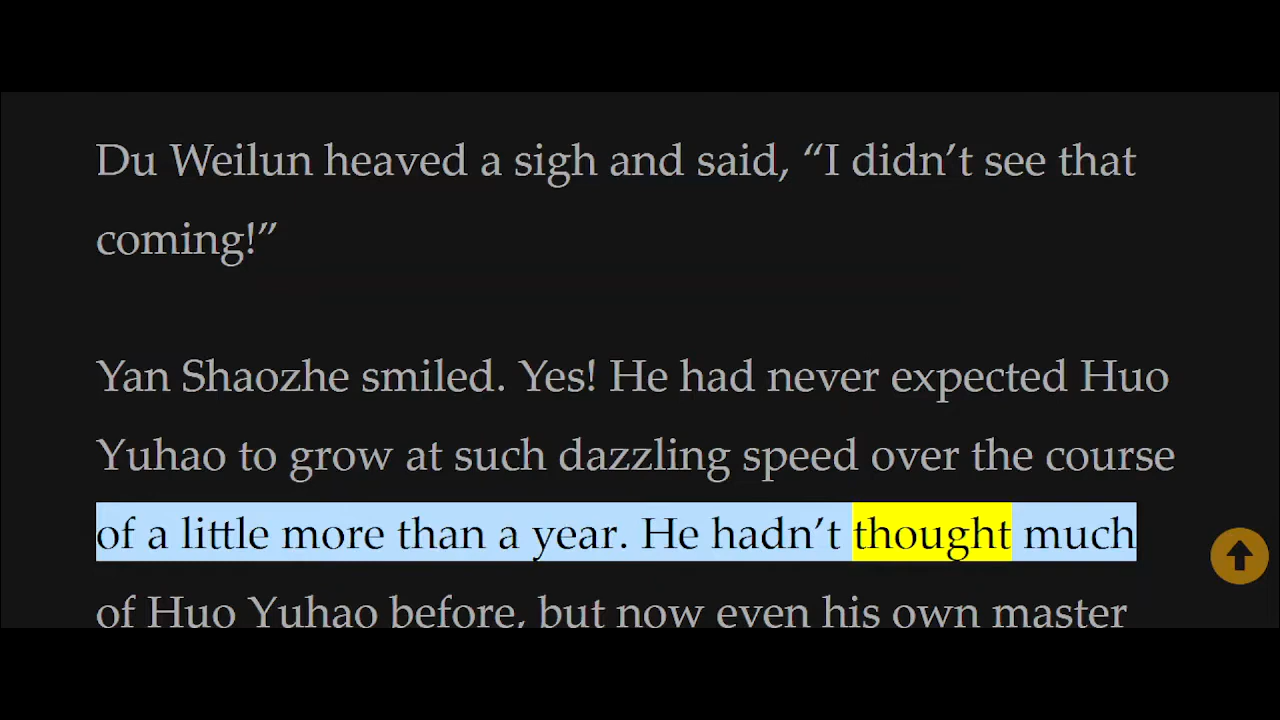 Du Weilun heaved a sigh and said, “I didn’t see that
coming!”
Yan Shaozhe smiled. Yes! He had never expected Huo
Yuhao to grow at such dazzling speed over the course
of a little more than a year. He hadn’t thought much
of Huo Yuhao before, but now even his own master